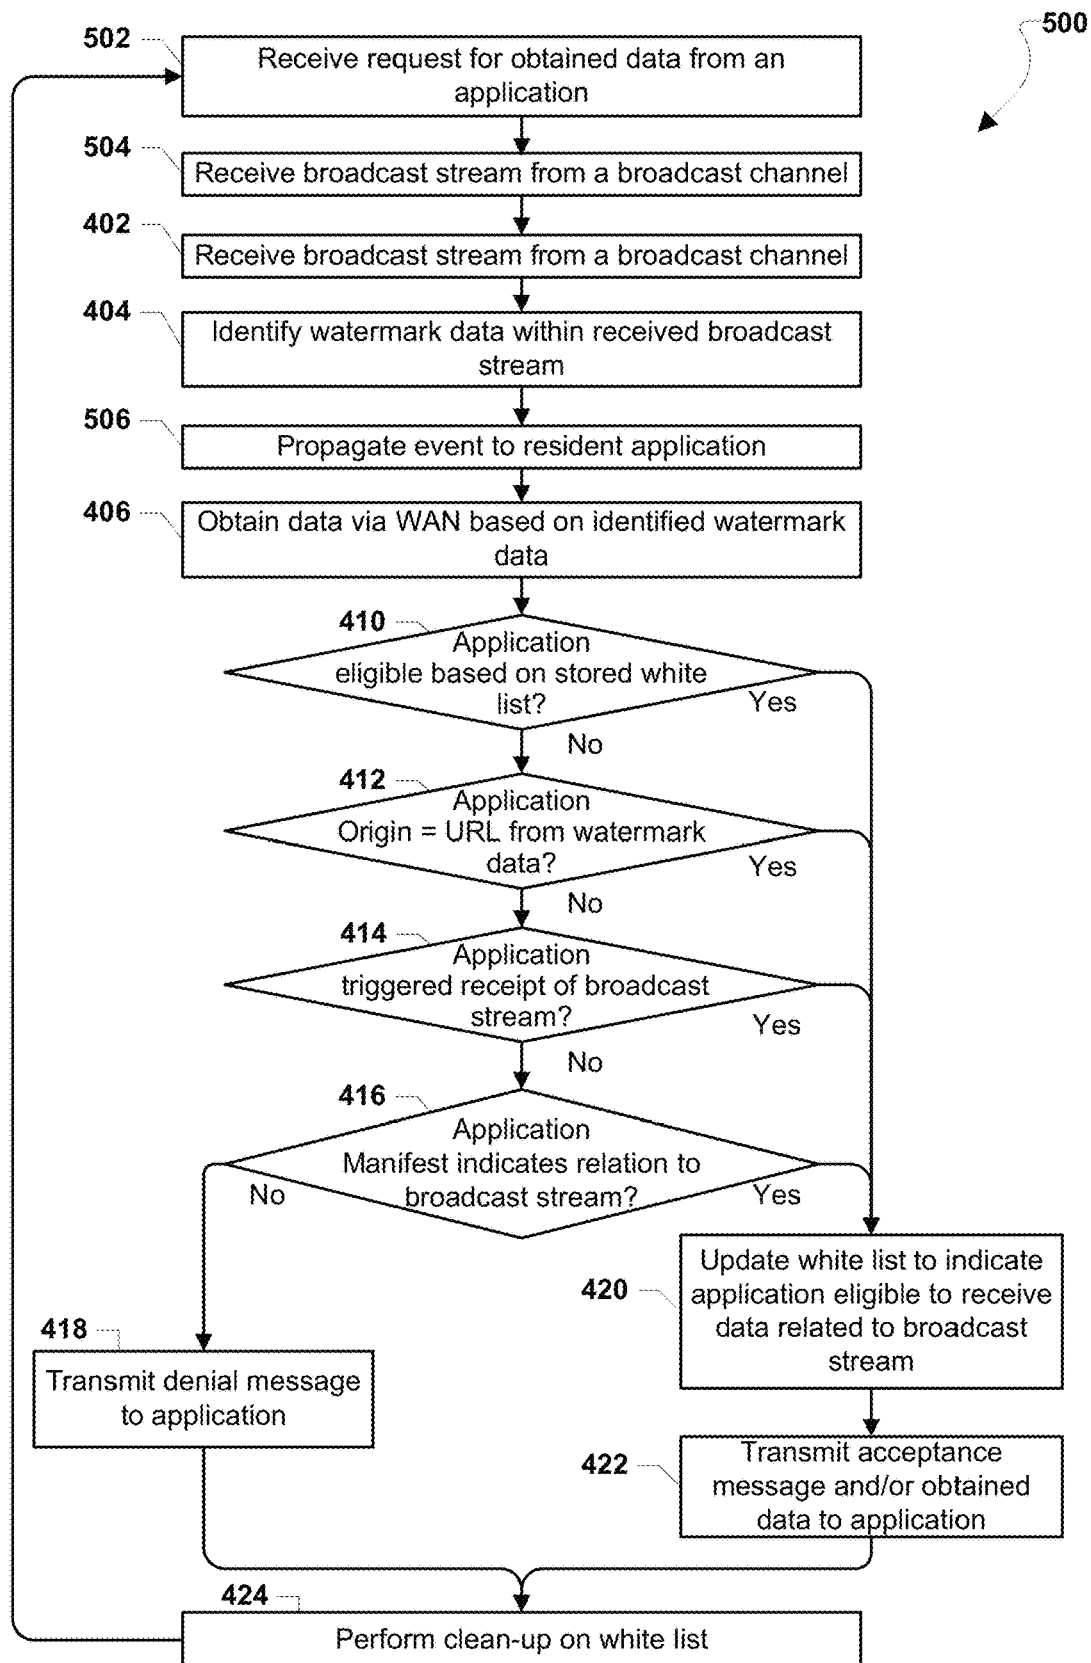 500
502
Receive request for obtained data from an
application
504
Receive broadcast stream from a broadcast channel
402
Receive broadcast stream from a broadcast channel
404
Identify watermark data within received broadcast
stream
506
Propagate event to resident application
406
Obtain data via WAN based on identified watermark
data
410
Application
eligible based on stored white
list?
Yes
No
412
Application
Origin = URL from watermark
data?
Yes
No
414
Application
triggered receipt of broadcast
stream?
Yes
No
416
Application
Manifest indicates relation to
broadcast stream?
No
Yes
420
Update white list to indicate
application eligible to receive
data related to broadcast
stream
418
Transmit denial message
to application
422
Transmit acceptance
message and/or obtained
data to application
424
Perform clean-up on white list